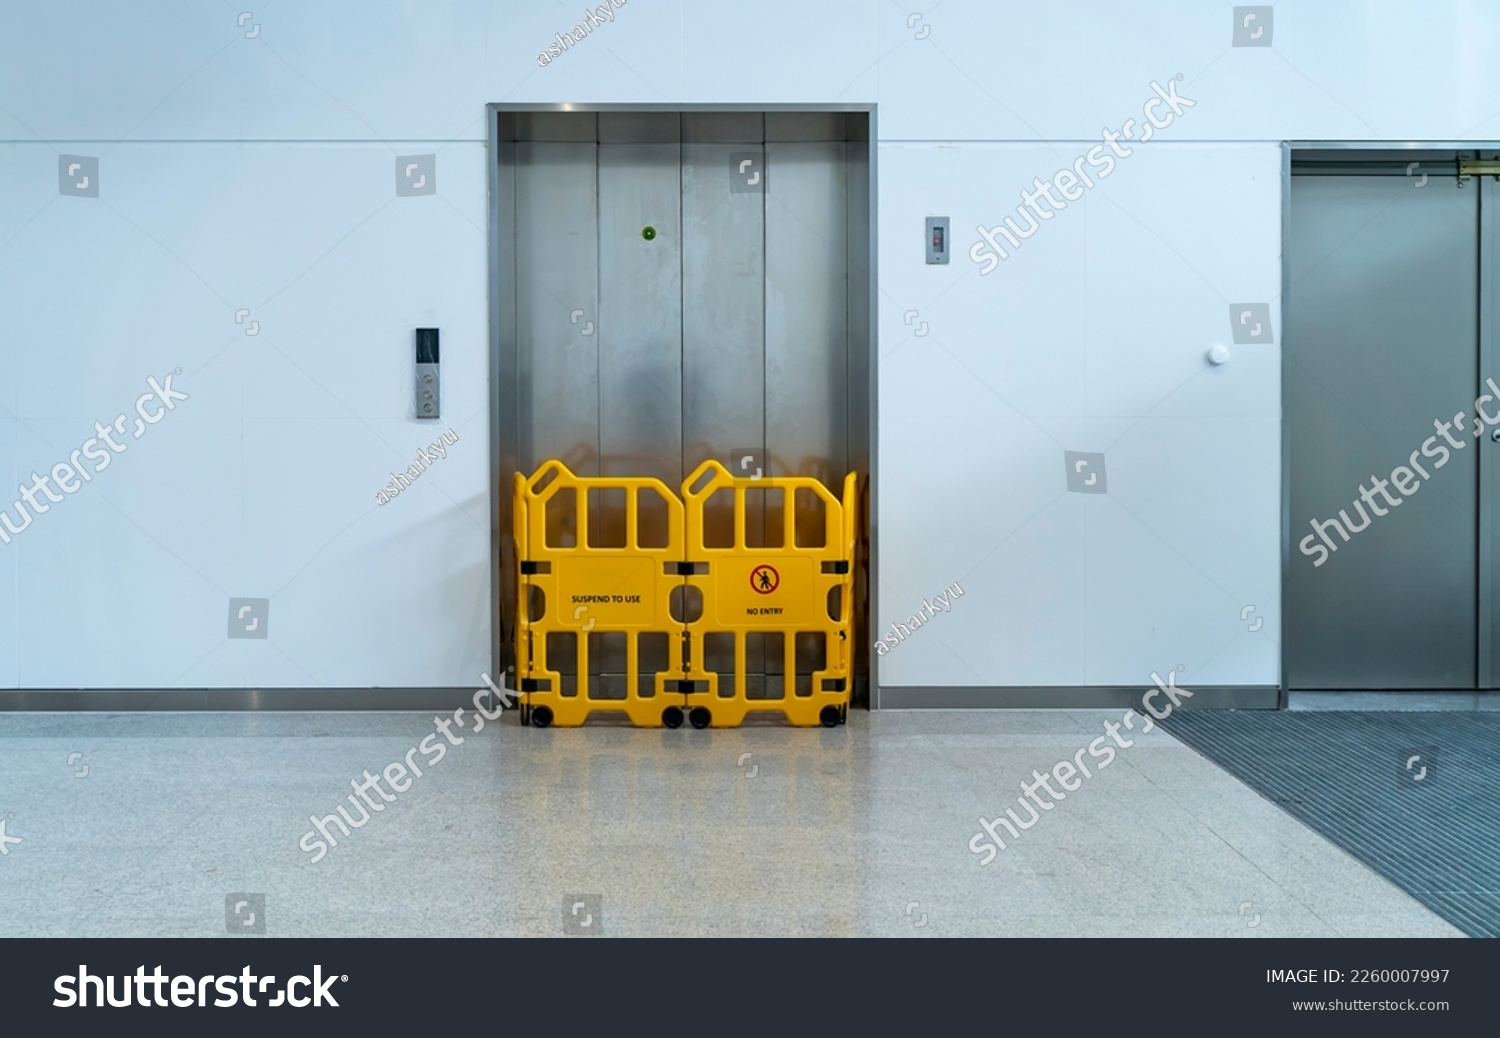 asharkyu
shutterstock
shutterstock
asharkyu
shutterstock
SUSPEND TO USE
NO ENTRY
asharkyu
shutterstock
shutterstock
shutterstock®
IMAGE ID: 2260007997
www.shutterstock.com